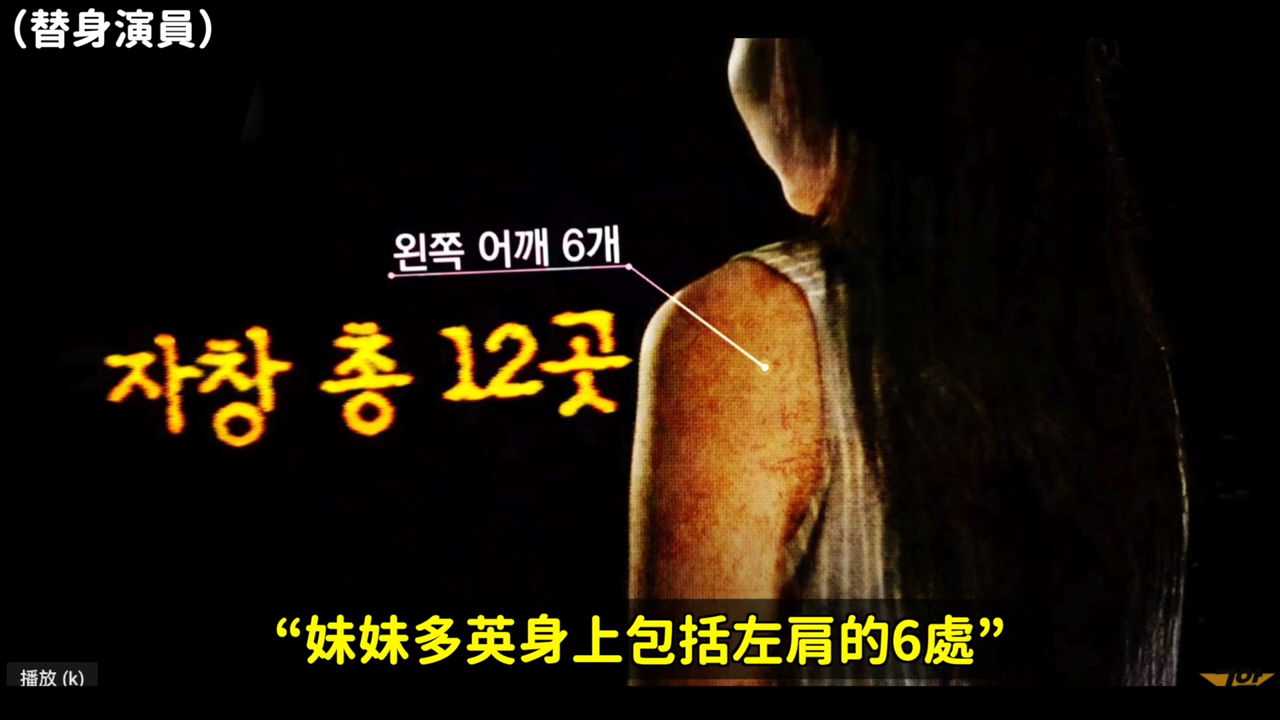 (替身演員)
왼쪽 어깨 6개
자창 총 12곳
“妹妹多英身上包括左肩的6處”
播放 (k)
TOP